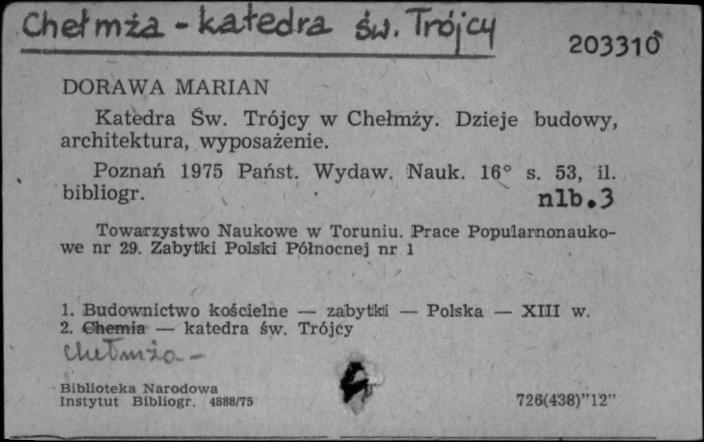 Chełmża - katedra św. Trójcy
203310
DORAWA MARIAN
Katedra Św. Trójcy w Chełmży. Dzieje budowy,
architektura, wyposażenie.
Poznań 1975 Państ. Wydaw. Nauk. 16° s. 53, il.
bibliogr. nlb.3
Towarzystwo Naukowe w Toruniu. Prace Popularnonauko-
we nr 29. Zabytki Polski Północnej nr 1
1. Budownictwo kościelne — zabytki — Polska — XIII w.
2. Chemia — katedra św. Trójcy
Chełmża -
Biblioteka Narodowa
Instytut Bibliogr. 4888/75
726(438)"12"